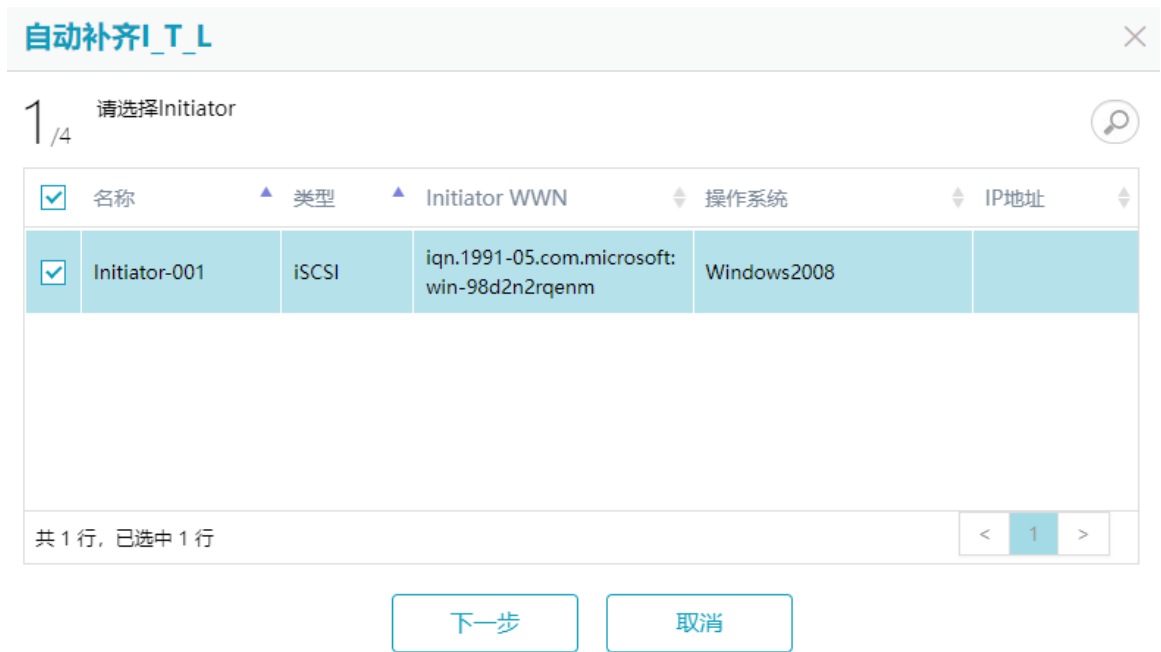 自动补齐I_T_L
1/4 请选择Initiator
名称 类型 Initiator WWN 操作系统 IP地址
Initiator-001 iSCSI iqn.1991-05.com.microsoft: Windows2008
win-98d2n2rqenm
共 1 行，已选中 1 行 < 1 >
下一步 取消